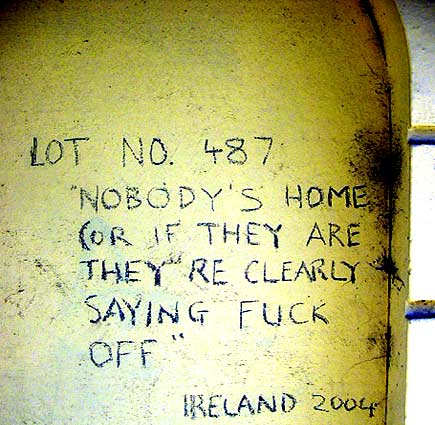 LOT NO. 487
"NOBODY'S HOME
(OR IF THEY ARE
THEY"RE CLEARLY
SAYING FUCK
OFF"
IRELAND 2004